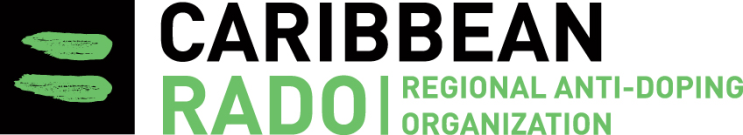 CARIBBEAN
RADO
REGIONAL ANTI-DOPING
ORGANIZATION